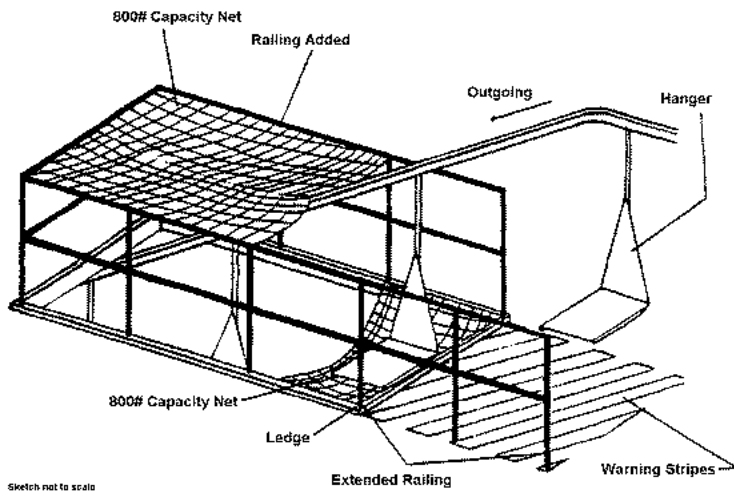 800# Capacity Net
Railing Added
Outgoing
Hanger
800# Capacity Net
Ledge
Extended Railing
Warning Stripes
Sketch not to scale